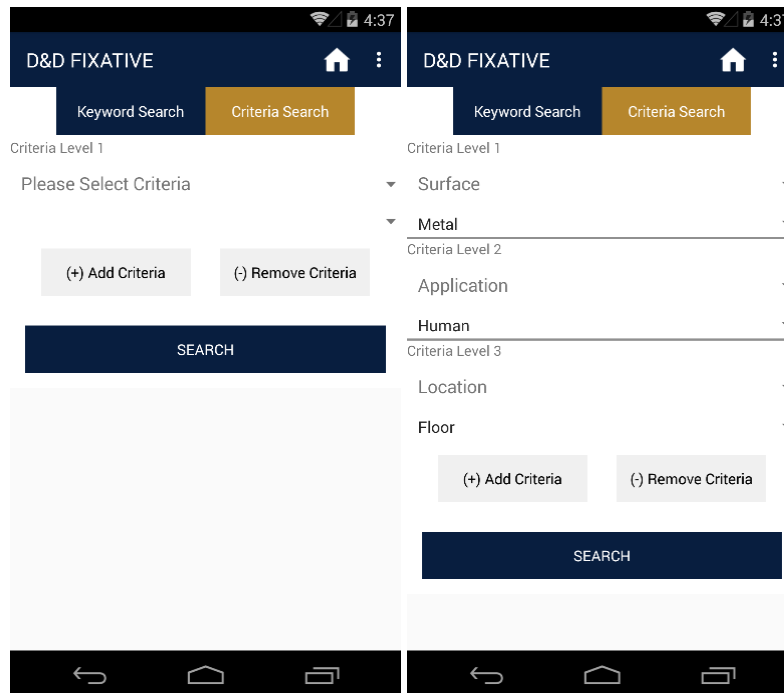 4:37
D&D FIXATIVE
Keyword Search Criteria Search
Criteria Level 1
Please Select Criteria
(+) Add Criteria (-) Remove Criteria
SEARCH
4:37
D&D FIXATIVE
Keyword Search Criteria Search
Criteria Level 1
Surface
Metal
Criteria Level 2
Application
Human
Criteria Level 3
Location
Floor
(+) Add Criteria (-) Remove Criteria
SEARCH